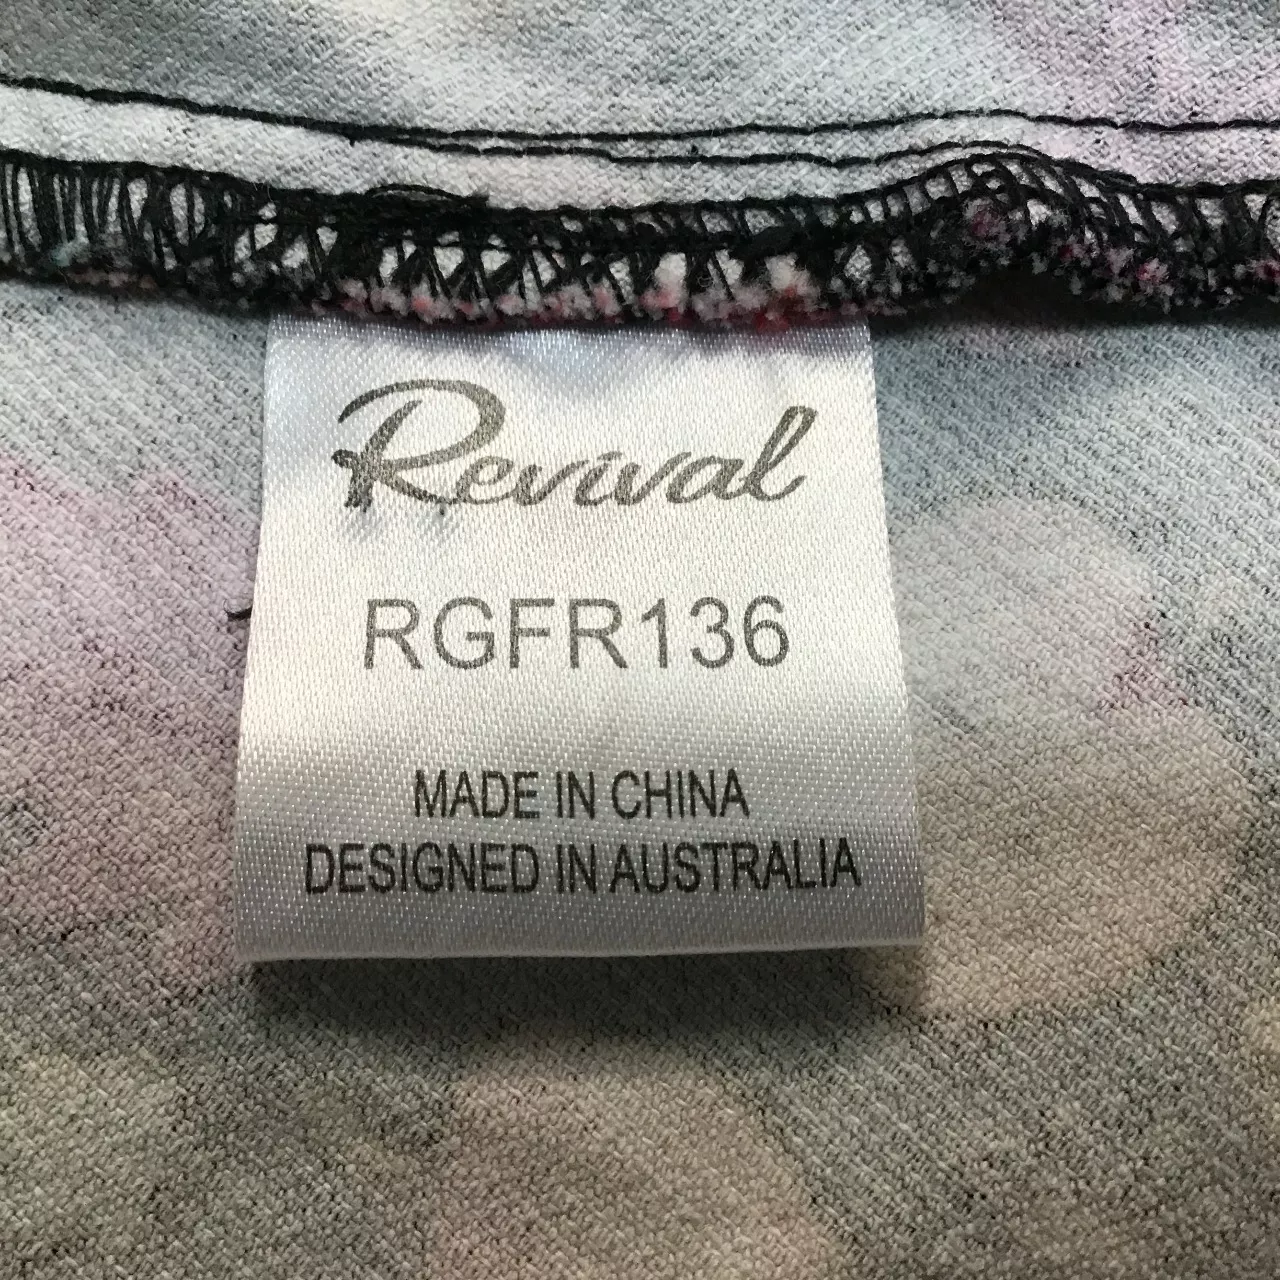 Revival
RGFR136
MADE IN CHINA
DESIGNED IN AUSTRALIA